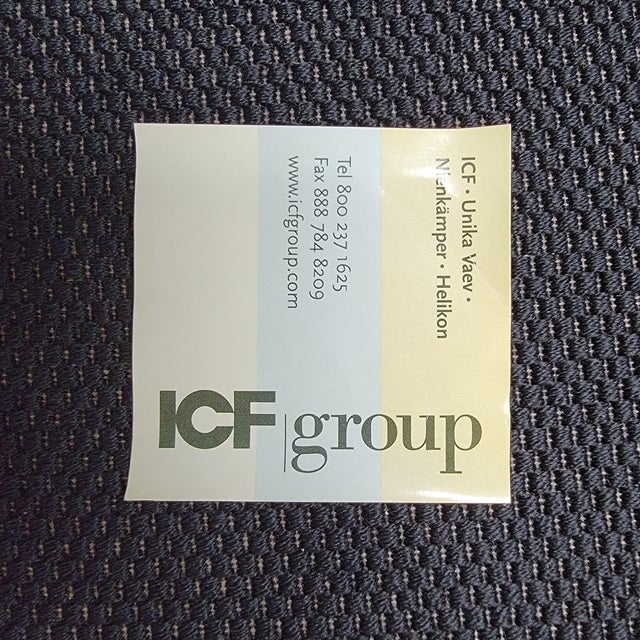 ICF • Unika Vaev •
Nienkämper • Helikon
Tel 800 237 1625
Fax 888 784 8209
www.icfgroup.com
ICF group